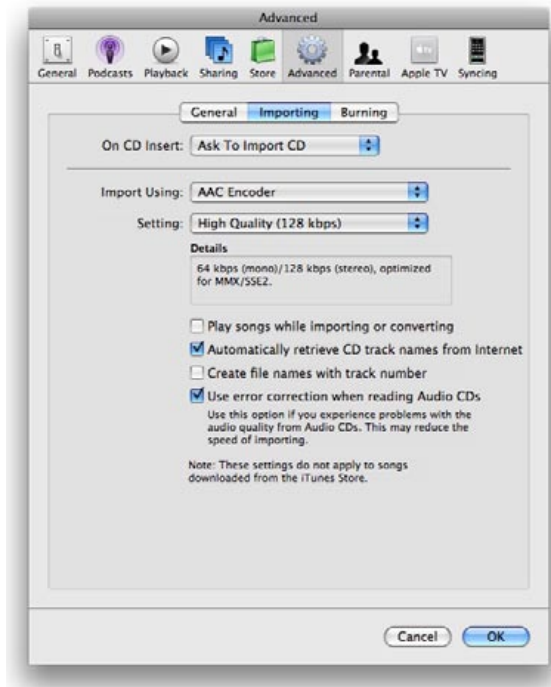 Advanced
General Podcasts Playback Sharing Store Advanced Parental Apple TV Syncing
General Importing Burning
On CD Insert: Ask To Import CD
Import Using: AAC Encoder
Setting: High Quality (128 kbps)
Details
64 kbps (mono)/128 kbps (stereo), optimized
for MMX/SSE2.
Play songs while importing or converting
Automatically retrieve CD track names from Internet
Create file names with track number
Use error correction when reading Audio CDs
Use this option if you experience problems with the
audio quality from Audio CDs. This may reduce the
speed of importing.
Note: These settings do not apply to songs
downloaded from the iTunes Store.
Cancel OK